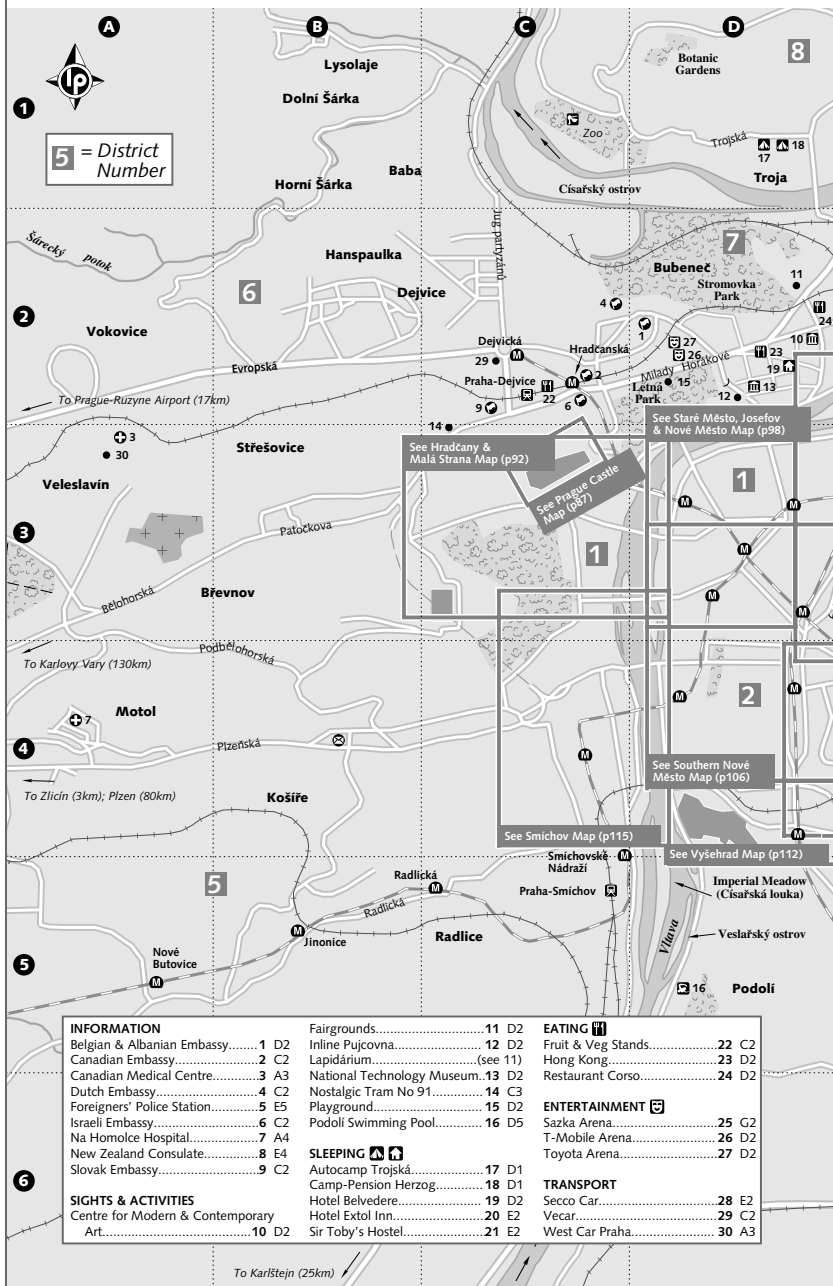 A
B
C
D
1
2
3
4
5
6
lp
5 = District
Number
Lysolaje
Dolní Šárka
Baba
Horní Šárka
Botanic
Gardens
8
Zoo
Trojská
17
18
Troja
Císařský ostrov
Jug partyzánů
Šárecký potok
Hanspaulka
6
Dejvice
7
Bubeneč
Stromovka
Park
11
4
1
24
10
27
26
23
19
Vokovice
Evropská
Dejvická
29
Hradčanská
2
Praha-Dejvice
22
6
9
14
Milady Horákové
Letná
Park
15
12
13
To Prague-Ruzyne Airport (17km)
3
30
Střešovice
Veleslavín
See Hradčany &
Malá Strana Map (p92)
See Prague Castle
Map (p87)
See Staré Město, Josefov
& Nové Město Map (p98)
1
1
Patočkova
Bělohorská
Břevnov
To Karlovy Vary (130km)
Podbělohorská
Motol
7
Plzeňská
2
To Zlicín (3km); Plzen (80km)
Košíře
See Southern Nové
Město Map (p106)
See Smíchov Map (p115)
See Vyšehrad Map (p112)
5
Radlická
Radlická
Smíchovské
Nádraží
Praha-Smíchov
Imperial Meadow
(Císařská louka)
Veslařský ostrov
Vltava
Jinonice
Radlice
Nové
Butovice
16
Podolí
INFORMATION
Belgian & Albanian Embassy........1 D2
Canadian Embassy........2 C2
Canadian Medical Centre........3 A3
Dutch Embassy........4 C2
Foreigners' Police Station........5 E5
Israeli Embassy........6 C2
Na Homolce Hospital........7 A4
New Zealand Consulate........8 E4
Slovak Embassy........9 C2
SIGHTS & ACTIVITIES
Centre for Modern & Contemporary
Art........10 D2
Fairgrounds........11 D2
Inline Pujcovna........12 D2
Lapidárium........(see 11)
National Technology Museum..13 D2
Nostalgic Tram No 91........14 C3
Playground........15 D2
Podolí Swimming Pool........16 D5
SLEEPING
Autocamp Trojská........17 D1
Camp-Pension Herzog........18 D1
Hotel Belvedere........19 D2
Hotel Extol Inn........20 E2
Sir Toby's Hostel........21 E2
EATING
Fruit & Veg Stands........22 C2
Hong Kong........23 D2
Restaurant Corso........24 D2
ENTERTAINMENT
Sazka Arena........25 G2
T-Mobile Arena........26 D2
Toyota Arena........27 D2
TRANSPORT
Secco Car........28 E2
Vecar........29 C2
West Car Praha........30 A3
To Karlštejn (25km)